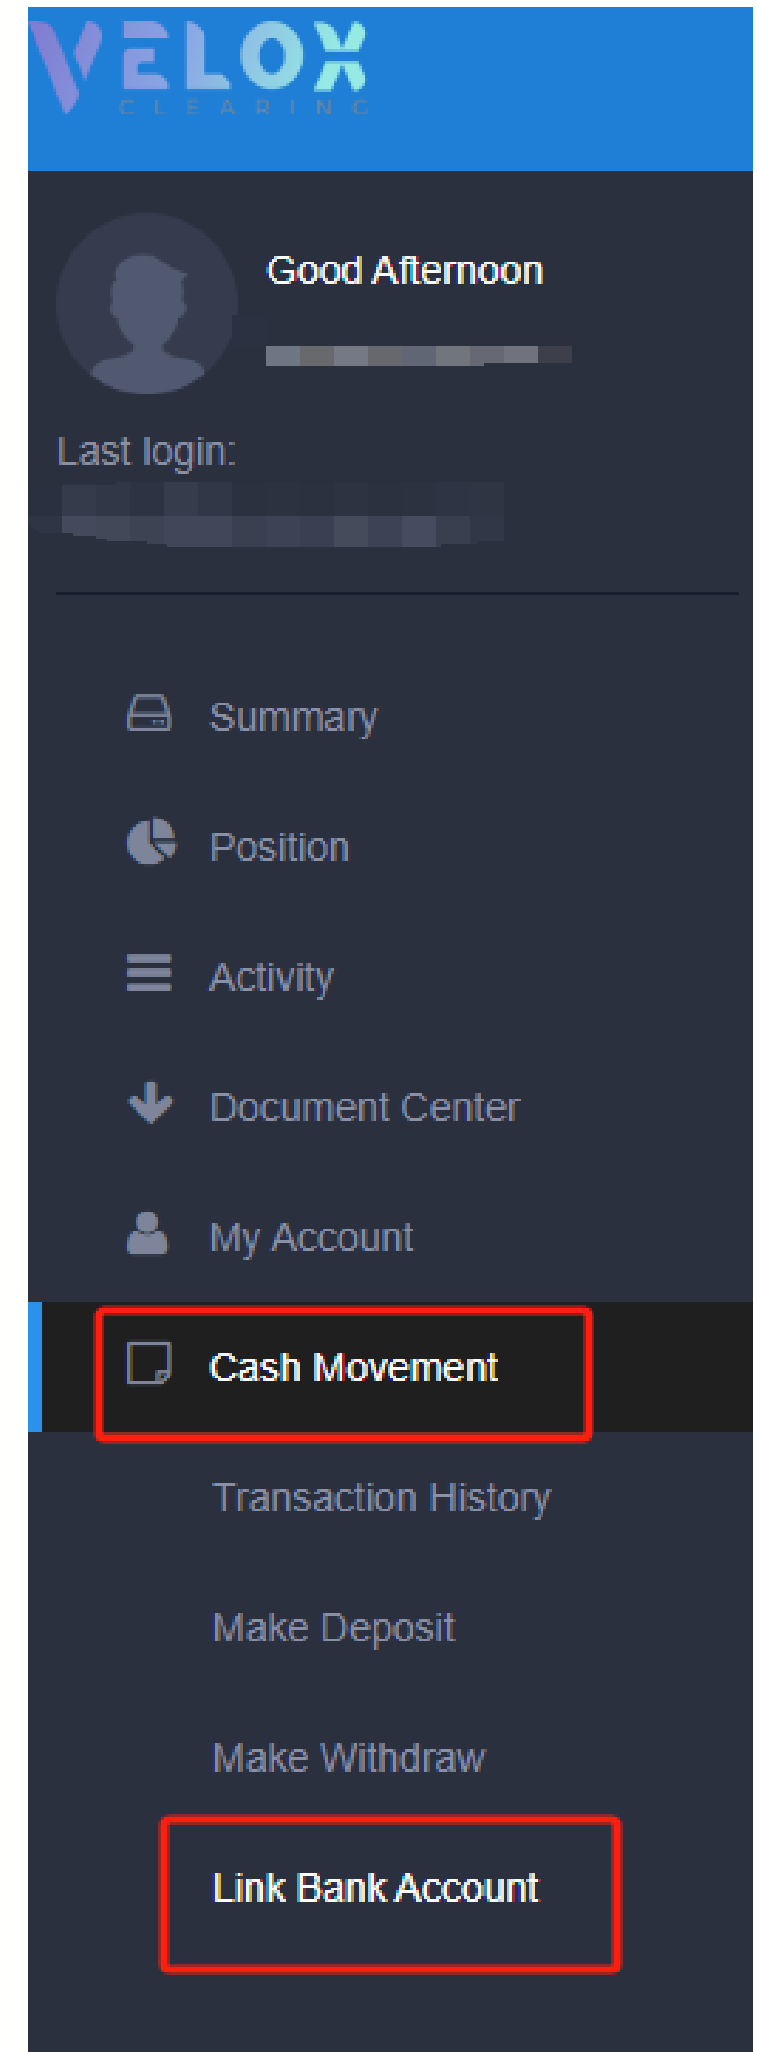 VELOX
CLEARING
Good Afternoon
Last login:
Summary
Position
Activity
Document Center
My Account
Cash Movement
Transaction History
Make Deposit
Make Withdraw
Link Bank Account